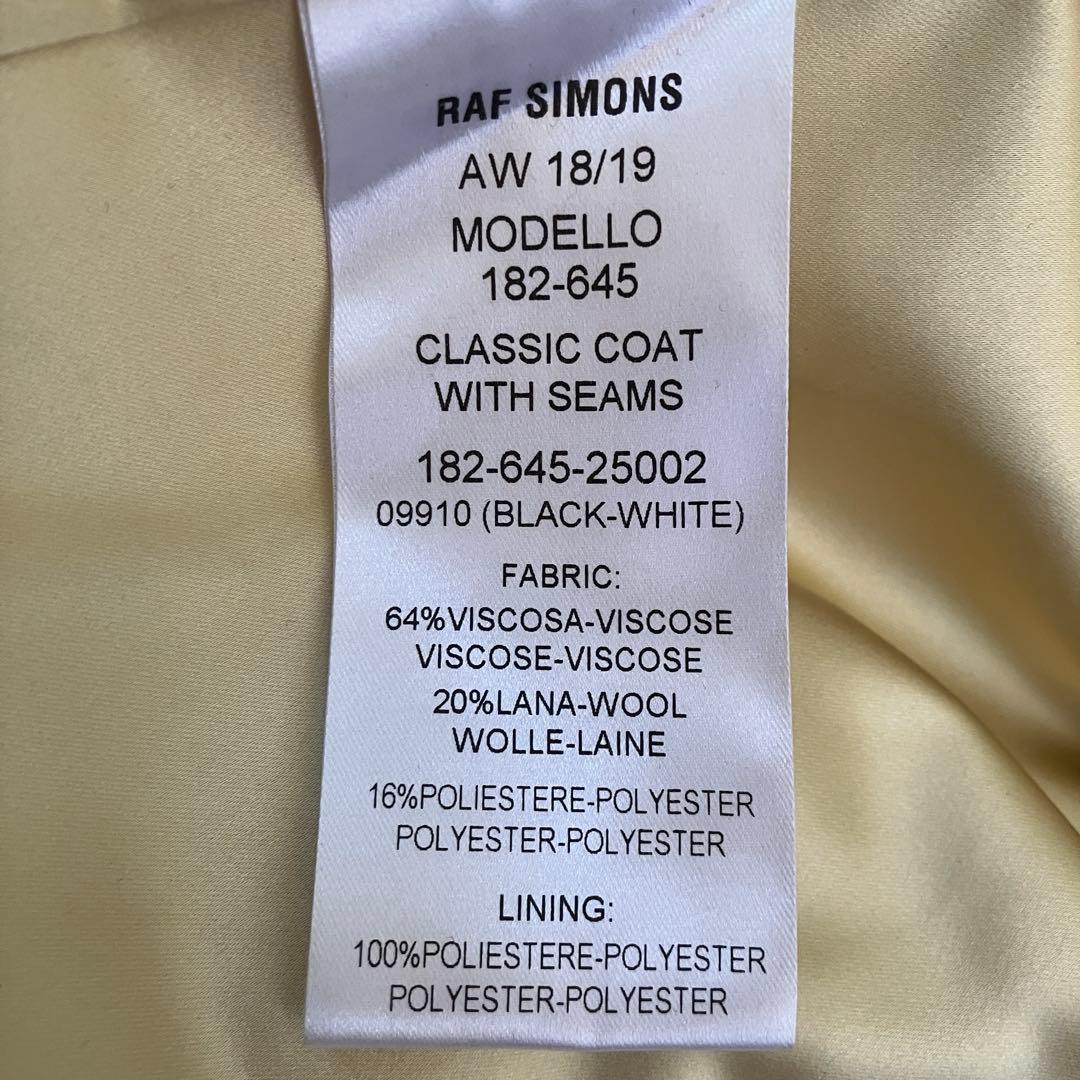 RAF SIMONS
AW 18/19
MODELLO
182-645
CLASSIC COAT
WITH SEAMS
182-645-25002
09910 (BLACK-WHITE)
FABRIC:
64%VISCOSA-VISCOSE
VISCOSE-VISCOSE
20%LANA-WOOL
WOLLE-LAINE
16%POLIESTERE-POLYESTER
POLYESTER-POLYESTER
LINING:
100%POLIESTERE-POLYESTER
POLYESTER-POLYESTER